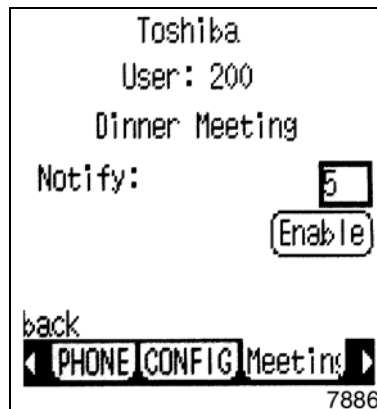 Toshiba
User: 200
Dinner Meeting
Notify: 5
Enable
back
PHONE CONFIG Meeting
7886